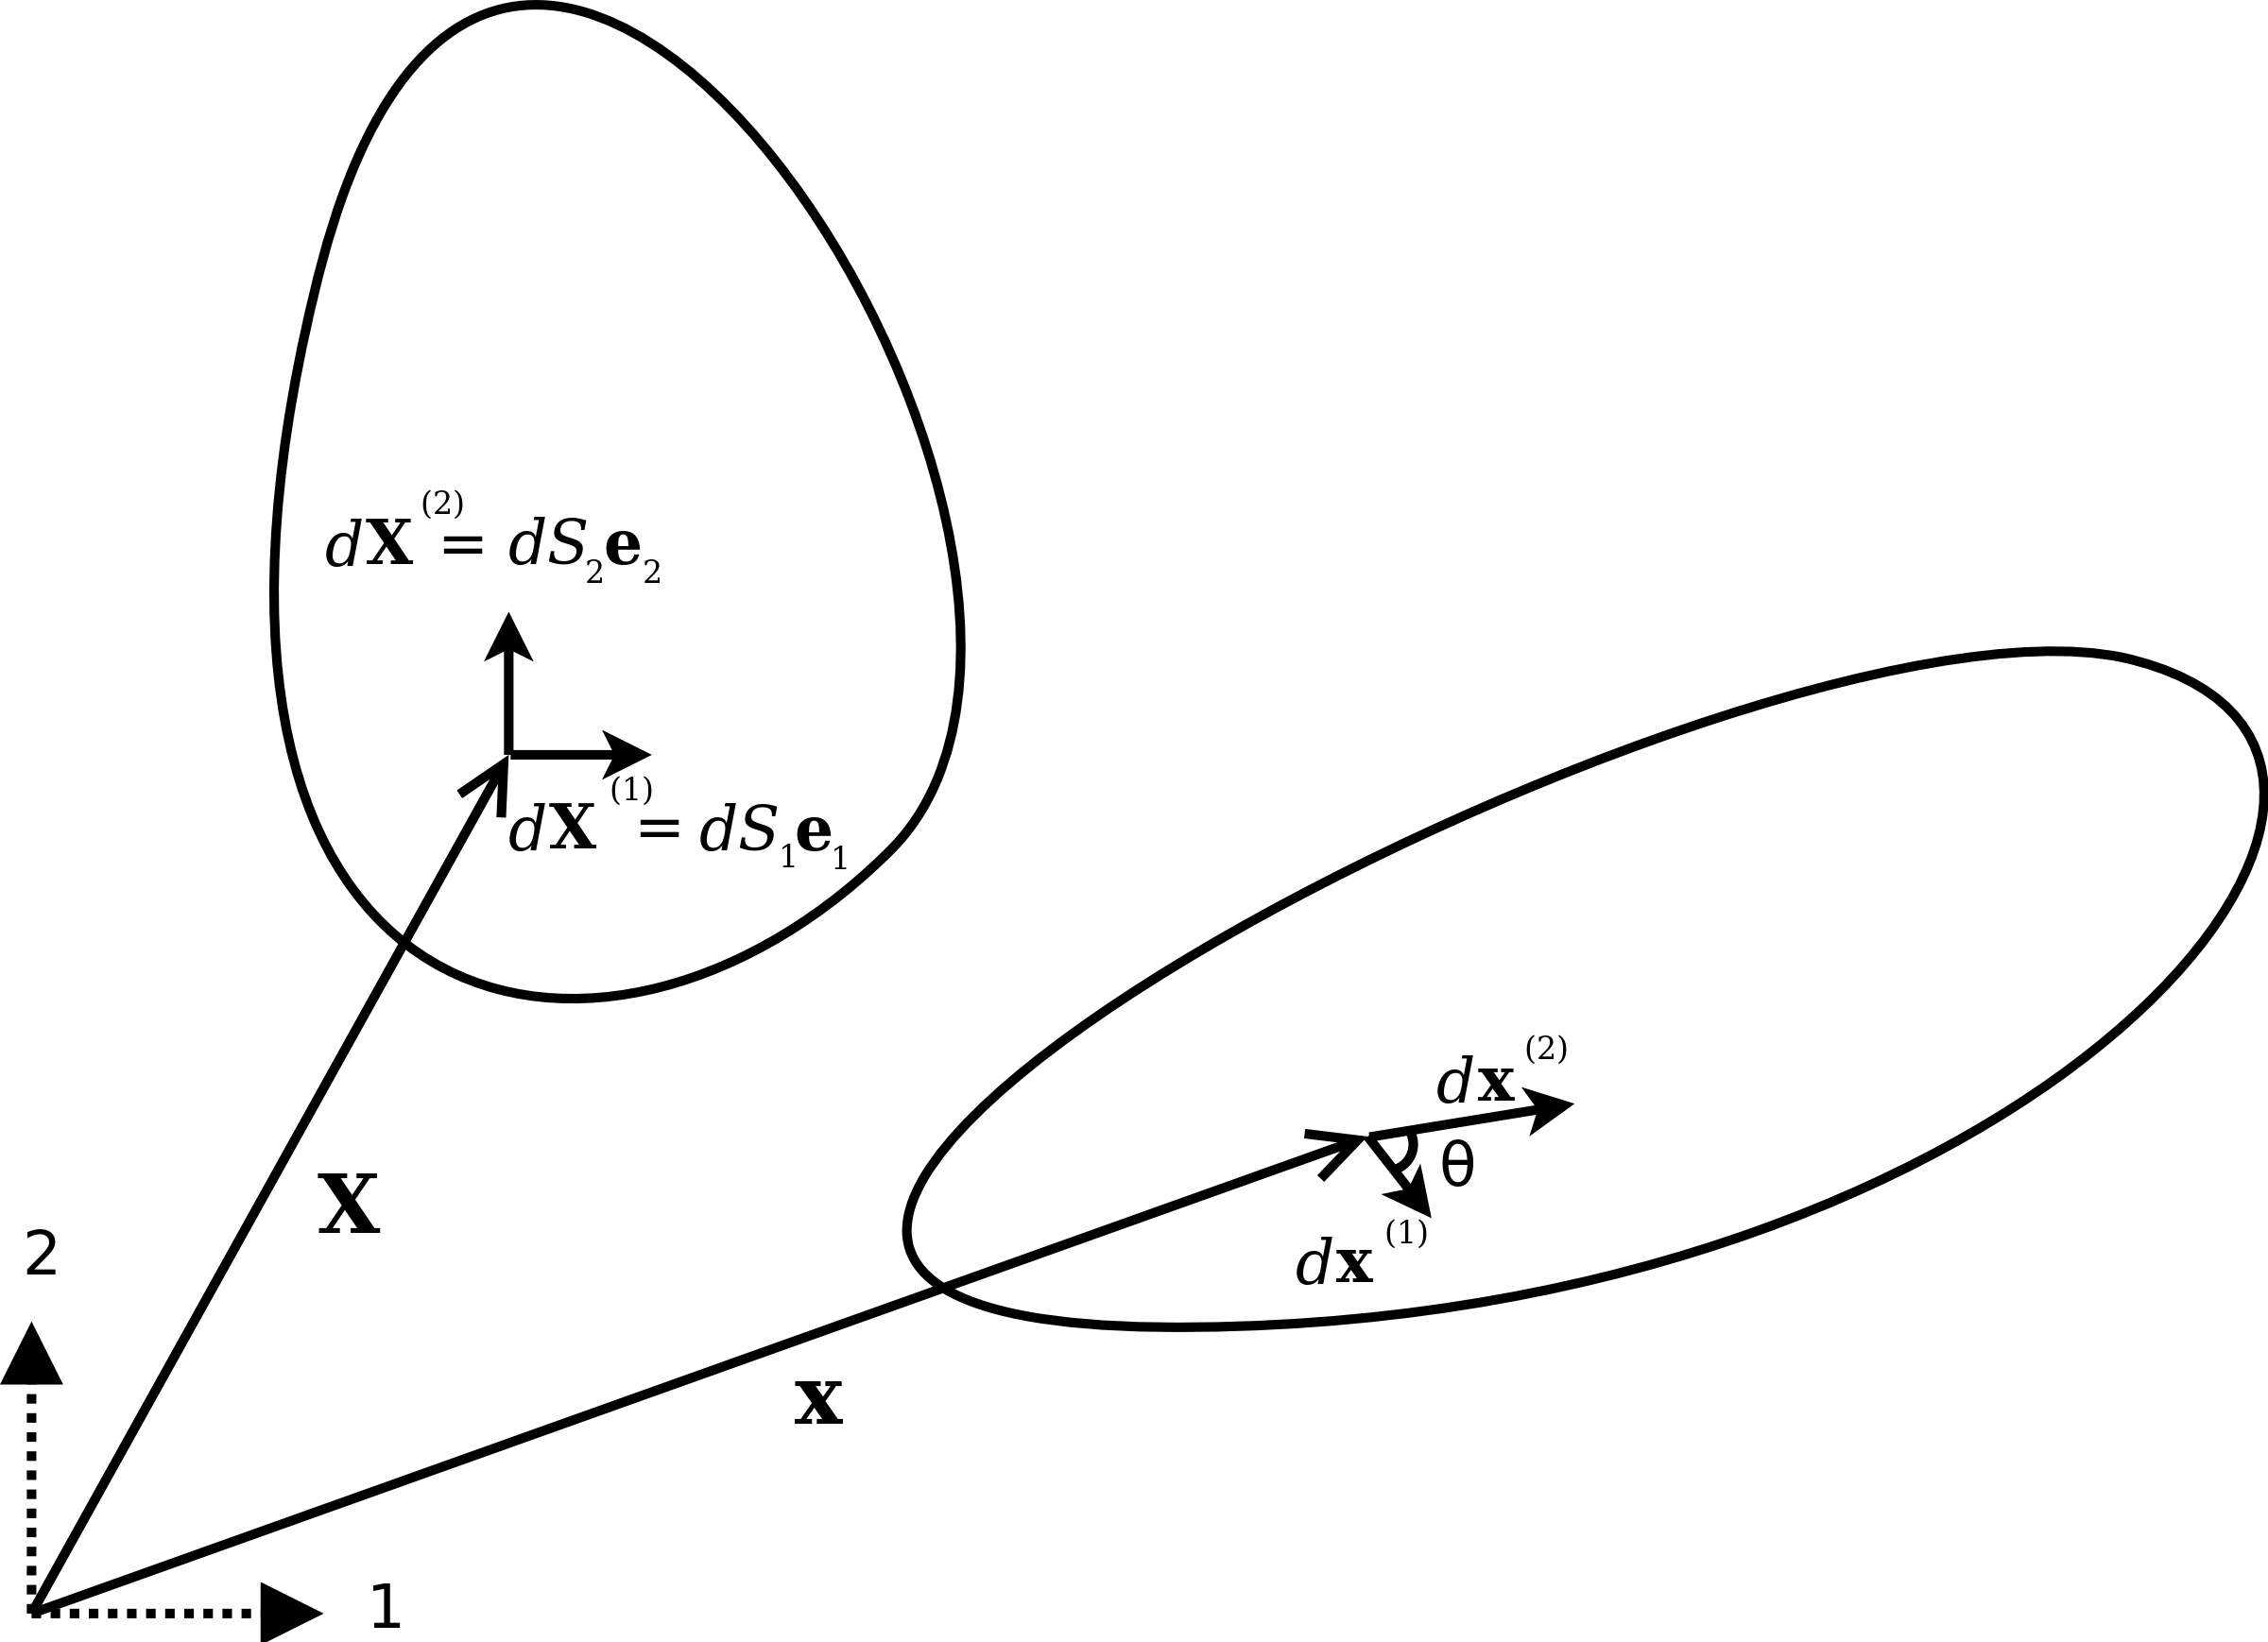 d𝐗⁽²⁾= dS₂𝐞₂
d𝐗⁽¹⁾= dS₁𝐞₁
d𝐱⁽²⁾
θ
d𝐱⁽¹⁾
𝐗
2
𝐱
1